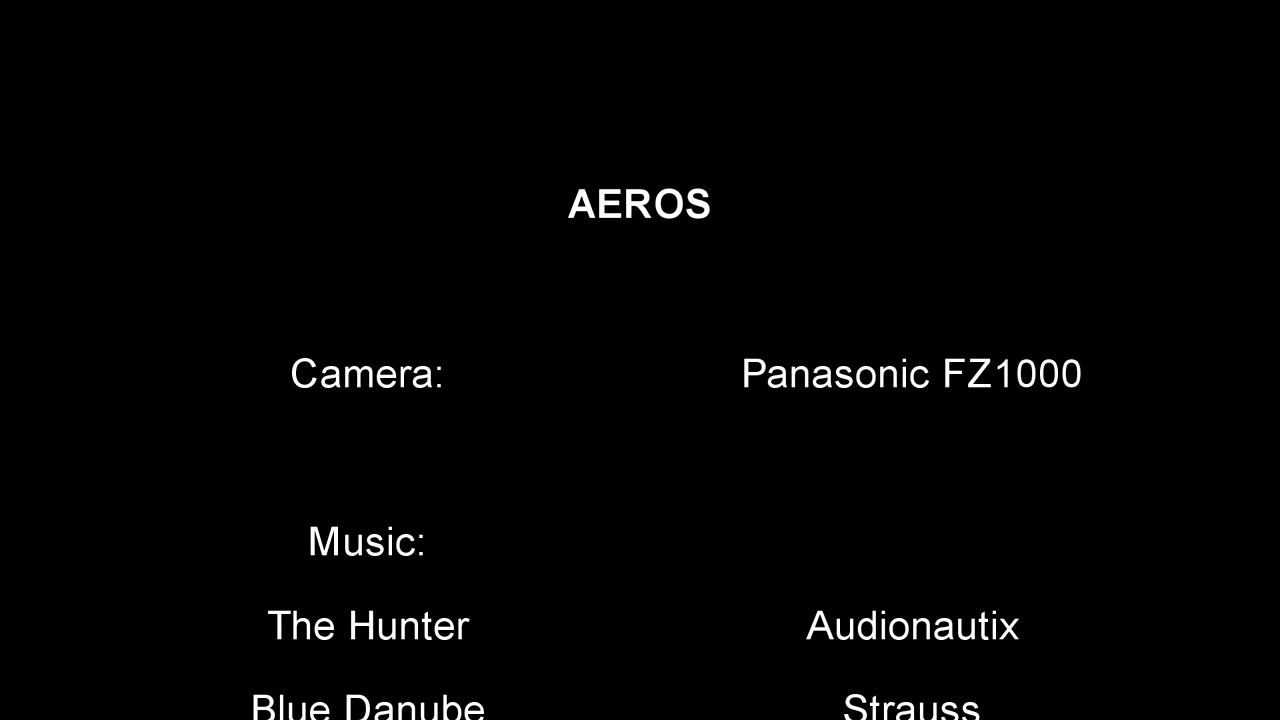 AEROS
Camera: Panasonic FZ1000
Music:
The Hunter Audionautix
Blue Danube Strauss